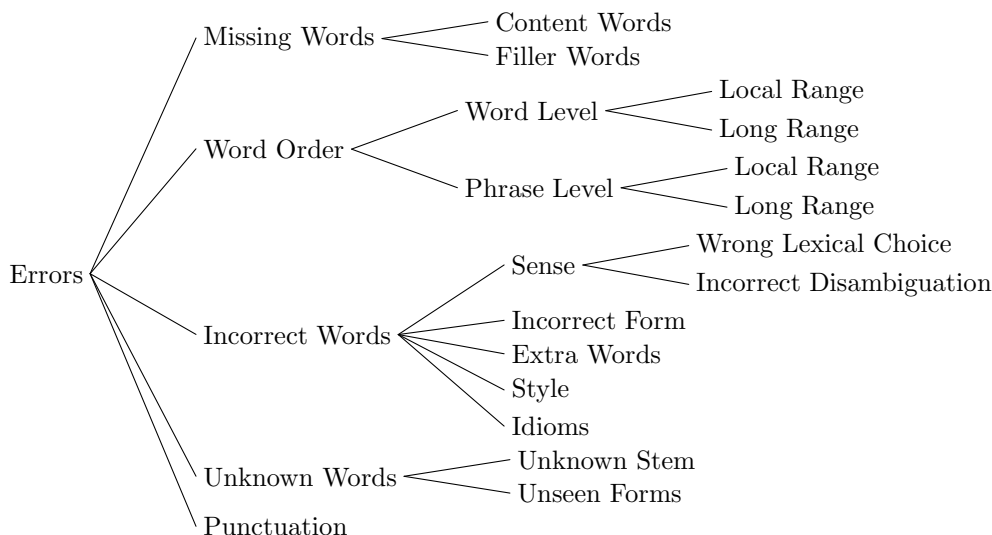 Errors
Missing Words
Content Words
Filler Words
Word Order
Word Level
Local Range
Long Range
Phrase Level
Local Range
Long Range
Incorrect Words
Sense
Wrong Lexical Choice
Incorrect Disambiguation
Incorrect Form
Extra Words
Style
Idioms
Unknown Words
Unknown Stem
Unseen Forms
Punctuation